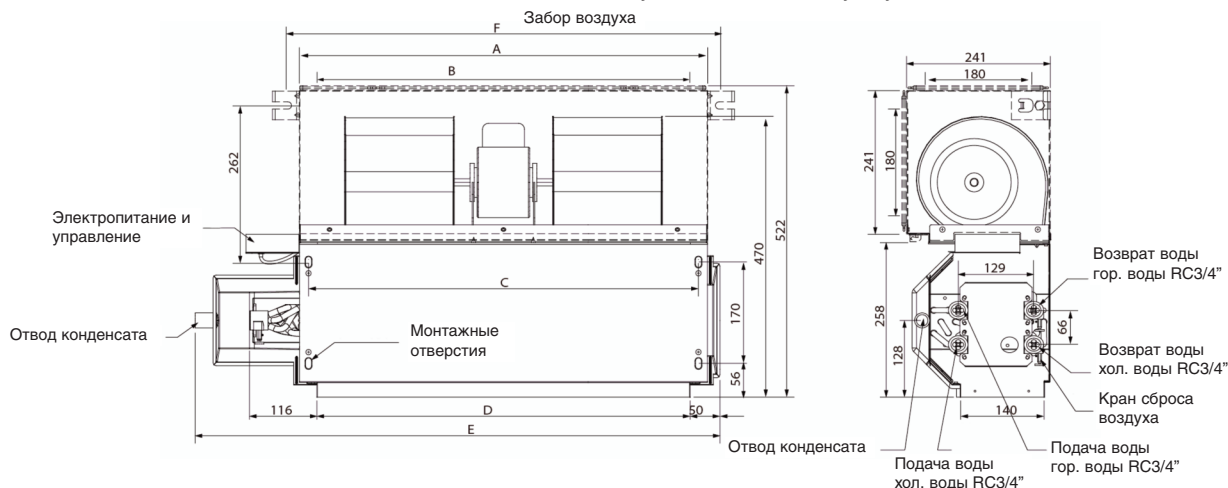 Забор воздуха
F
A
B
262
Электропитание и
управление
470
522
C
170
Отвод конденсата
Монтажные
отверстия
56
116
D
50
E
241
180
241
180
129
258
128
66
140
Возврат воды
гор. воды RC3/4”
Возврат воды
хол. воды RC3/4”
Кран сброса
воздуха
Отвод конденсата
Подача воды
хол. воды RC3/4”
Подача воды
гор. воды RC3/4”